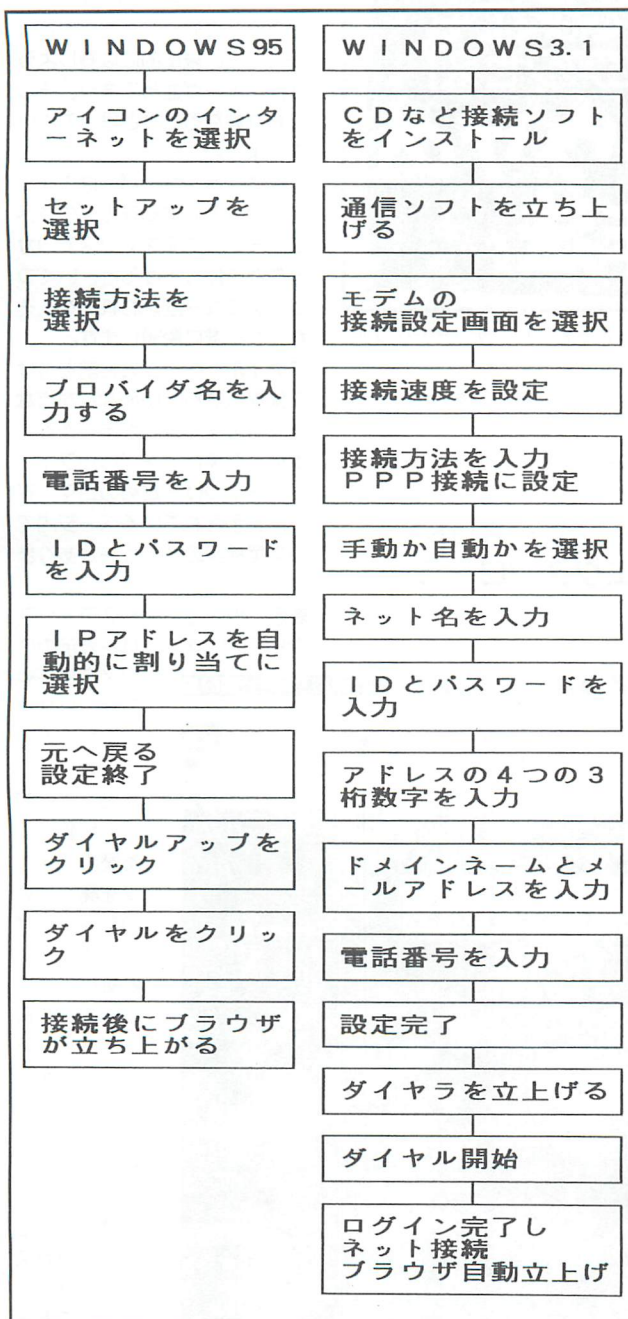 WINDOWS95
アイコンのインタ
ーネットを選択
セットアップを
選択
接続方法を
選択
プロバイダ名を入
力する
電話番号を入力
IDとパスワード
を入力
IPアドレスを自
動的に割り当てに
選択
元へ戻る
設定終了
ダイヤルアップを
クリック
ダイヤルをクリッ
ク
接続後にブラウザ
が立ち上がる
WINDOWS3.1
CDなど接続ソフト
をインストール
通信ソフトを立ち上
げる
モデムの
接続設定画面を選択
接続速度を設定
接続方法を入力
PPP接続に設定
手動か自動かを選択
ネット名を入力
IDとパスワードを
入力
アドレスの4つの3
桁数字を入力
ドメインネームとメ
ールアドレスを入力
電話番号を入力
設定完了
ダイヤラを立上げる
ダイヤル開始
ログイン完了し
ネット接続
ブラウザ自動立上げ